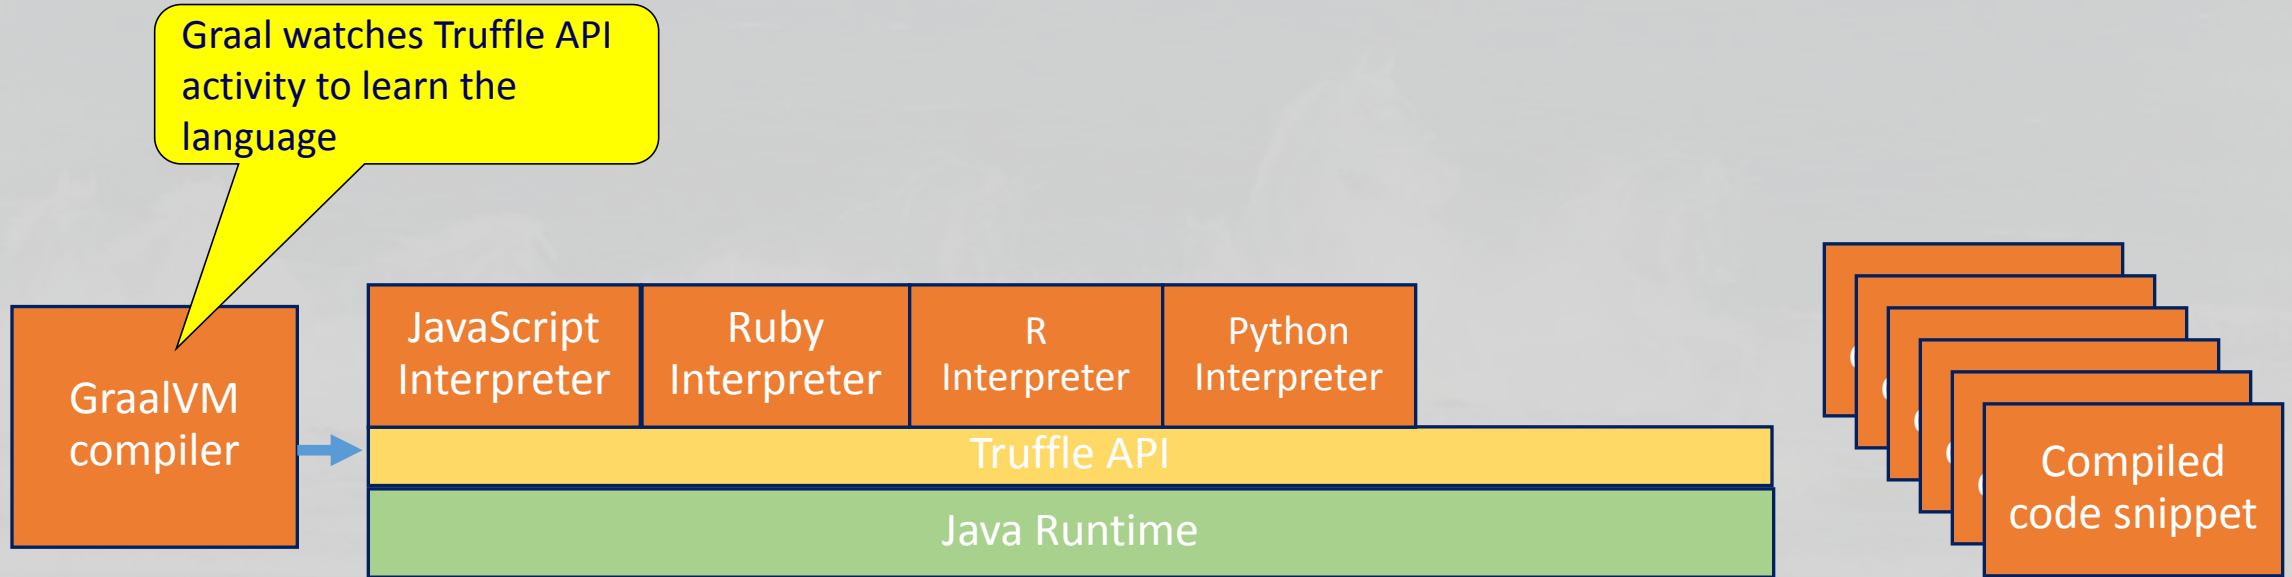 Graal watches Truffle API
activity to learn the
language
GraalVM
compiler
JavaScript
Interpreter
Ruby
Interpreter
R
Interpreter
Python
Interpreter
Truffle API
Java Runtime
Compiled
code snippet